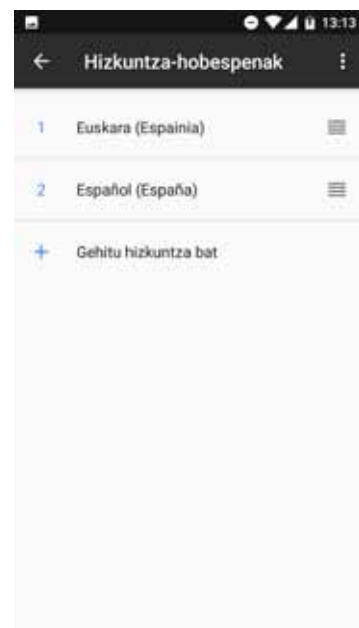 13:13
Hizkuntza-hobespenak
1 Euskara (Espainia)
2 Español (España)
+ Gehitu hizkuntza bat